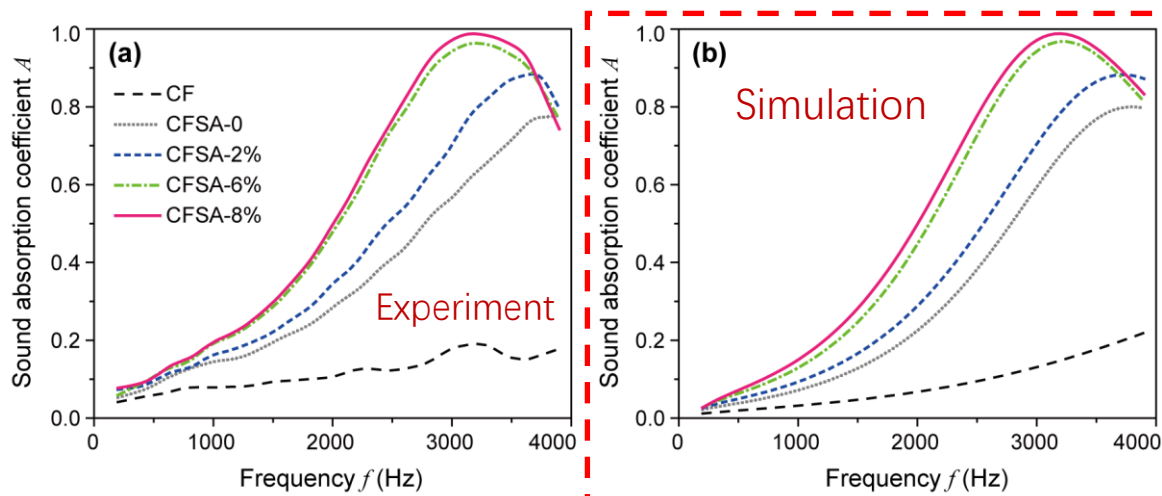 (a)
CF
CFSA-0
CFSA-2%
CFSA-6%
CFSA-8%
Experiment
Sound absorption coefficient A
1.0
0.8
0.6
0.4
0.2
0.0
0
1000
2000
3000
4000
Frequency f (Hz)
(b)
Simulation
Sound absorption coefficient A
1.0
0.8
0.6
0.4
0.2
0.0
0
1000
2000
3000
4000
Frequency f (Hz)